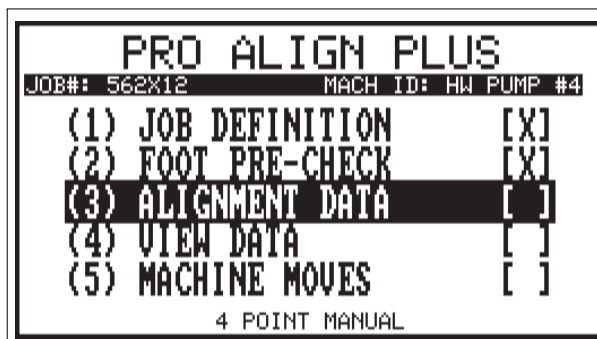 PRO ALIGN PLUS
JOB#: 562X12 MACH ID: HW PUMP #4
(1) JOB DEFINITION [X]
(2) FOOT PRE-CHECK [X]
(3) ALIGNMENT DATA [ ]
(4) VIEW DATA [ ]
(5) MACHINE MOVES [ ]
4 POINT MANUAL